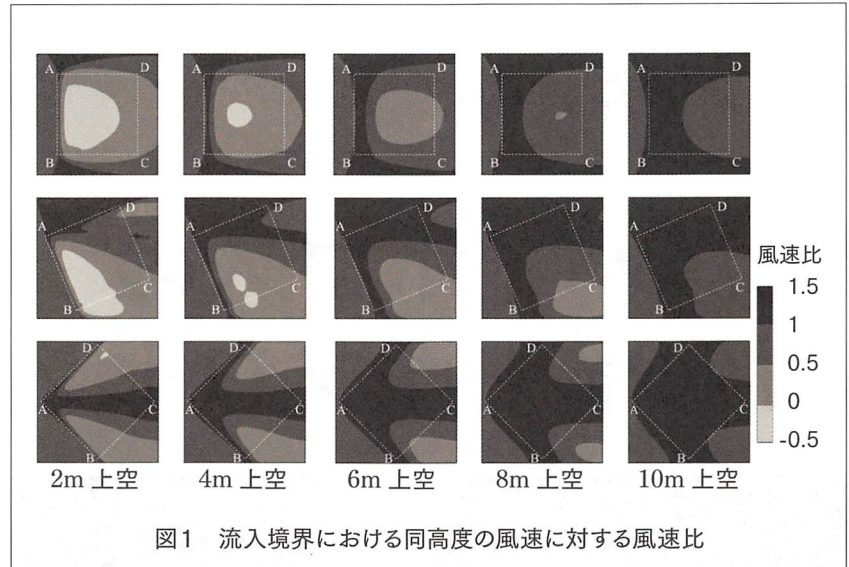 A D A D A D A D A D
B C B C B C B C B C
D D D D D
A A A A A
B C B C B C B C B C
D D D D D
A C A C A C A C A C
B B B B B
風速比
1.5
1
0.5
0
-0.5
2m 上空 4m 上空 6m 上空 8m 上空 10m 上空
図1 流入境界における同高度の風速に対する風速比